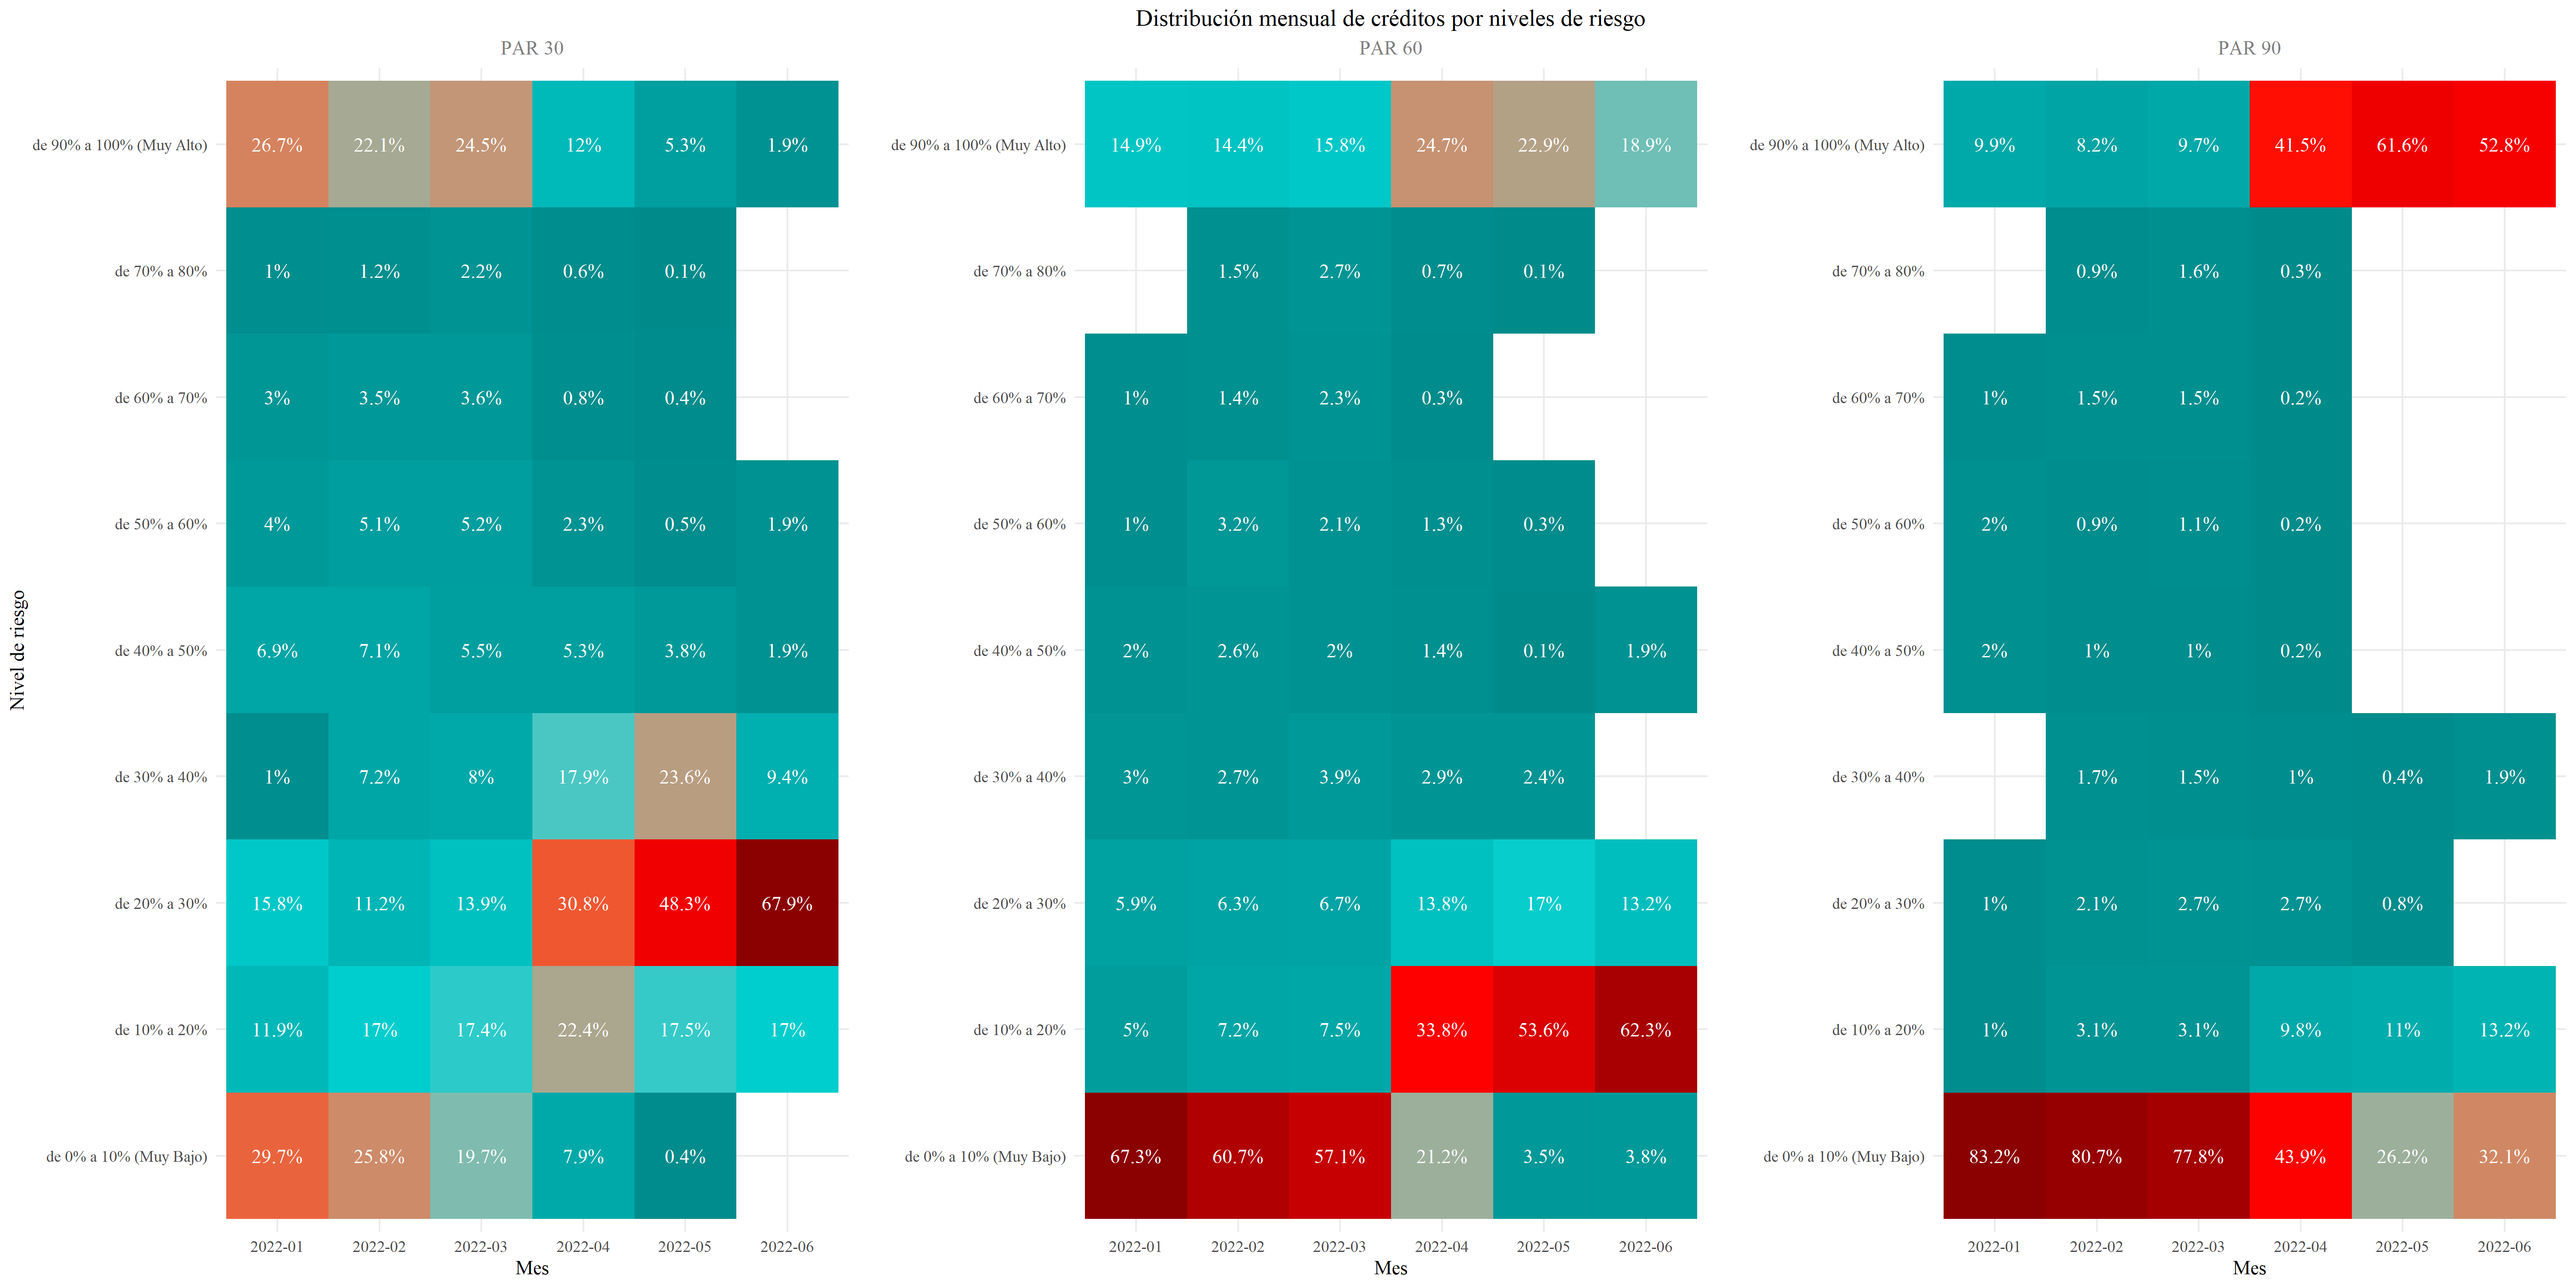 Distribución mensual de créditos por niveles de riesgo
PAR 30
PAR 60
PAR 90
Nivel de riesgo
de 90% a 100% (Muy Alto) 26.7% 22.1% 24.5% 12% 5.3% 1.9%
de 70% a 80% 1% 1.2% 2.2% 0.6% 0.1%
de 60% a 70% 3% 3.5% 3.6% 0.8% 0.4%
de 50% a 60% 4% 5.1% 5.2% 2.3% 0.5% 1.9%
de 40% a 50% 6.9% 7.1% 5.5% 5.3% 3.8% 1.9%
de 30% a 40% 1% 7.2% 8% 17.9% 23.6% 9.4%
de 20% a 30% 15.8% 11.2% 13.9% 30.8% 48.3% 67.9%
de 10% a 20% 11.9% 17% 17.4% 22.4% 17.5% 17%
de 0% a 10% (Muy Bajo) 29.7% 25.8% 19.7% 7.9% 0.4%
2022-01 2022-02 2022-03 2022-04 2022-05 2022-06
Mes
de 90% a 100% (Muy Alto) 14.9% 14.4% 15.8% 24.7% 22.9% 18.9%
de 70% a 80% 1.5% 2.7% 0.7% 0.1%
de 60% a 70% 1% 1.4% 2.3% 0.3%
de 50% a 60% 1% 3.2% 2.1% 1.3% 0.3%
de 40% a 50% 2% 2.6% 2% 1.4% 0.1% 1.9%
de 30% a 40% 3% 2.7% 3.9% 2.9% 2.4%
de 20% a 30% 5.9% 6.3% 6.7% 13.8% 17% 13.2%
de 10% a 20% 5% 7.2% 7.5% 33.8% 53.6% 62.3%
de 0% a 10% (Muy Bajo) 67.3% 60.7% 57.1% 21.2% 3.5% 3.8%
2022-01 2022-02 2022-03 2022-04 2022-05 2022-06
Mes
de 90% a 100% (Muy Alto) 9.9% 8.2% 9.7% 41.5% 61.6% 52.8%
de 70% a 80% 0.9% 1.6% 0.3%
de 60% a 70% 1% 1.5% 1.5% 0.2%
de 50% a 60% 2% 0.9% 1.1% 0.2%
de 40% a 50% 2% 1% 1% 0.2%
de 30% a 40% 1.7% 1.5% 1% 0.4% 1.9%
de 20% a 30% 1% 2.1% 2.7% 2.7% 0.8%
de 10% a 20% 1% 3.1% 3.1% 9.8% 11% 13.2%
de 0% a 10% (Muy Bajo) 83.2% 80.7% 77.8% 43.9% 26.2% 32.1%
2022-01 2022-02 2022-03 2022-04 2022-05 2022-06
Mes